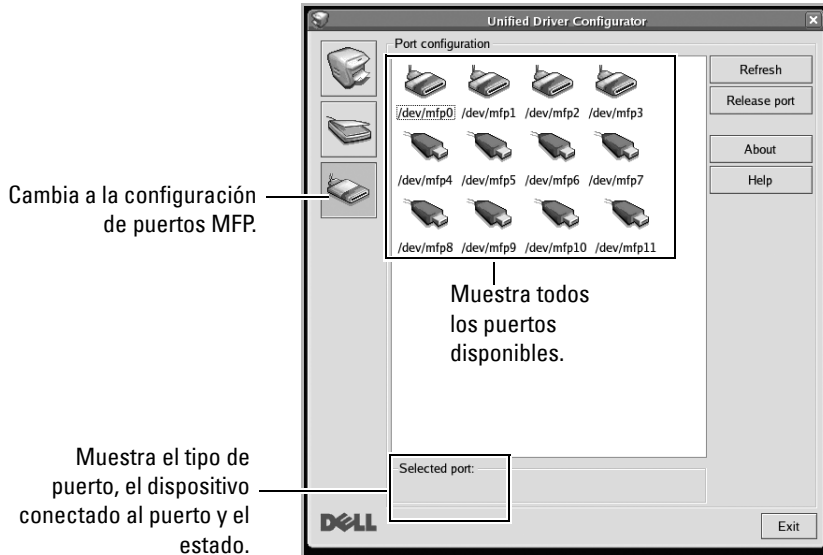 Unified Driver Configurator
Port configuration
/dev/mfp0 /dev/mfp1 /dev/mfp2 /dev/mfp3
/dev/mfp4 /dev/mfp5 /dev/mfp6 /dev/mfp7
/dev/mfp8 /dev/mfp9 /dev/mfp10 /dev/mfp11
Refresh
Release port
About
Help
Cambia a la configuración
de puertos MFP.
Muestra todos
los puertos
disponibles.
Muestra el tipo de
puerto, el dispositivo
conectado al puerto y el
estado.
Selected port:
DELL
Exit